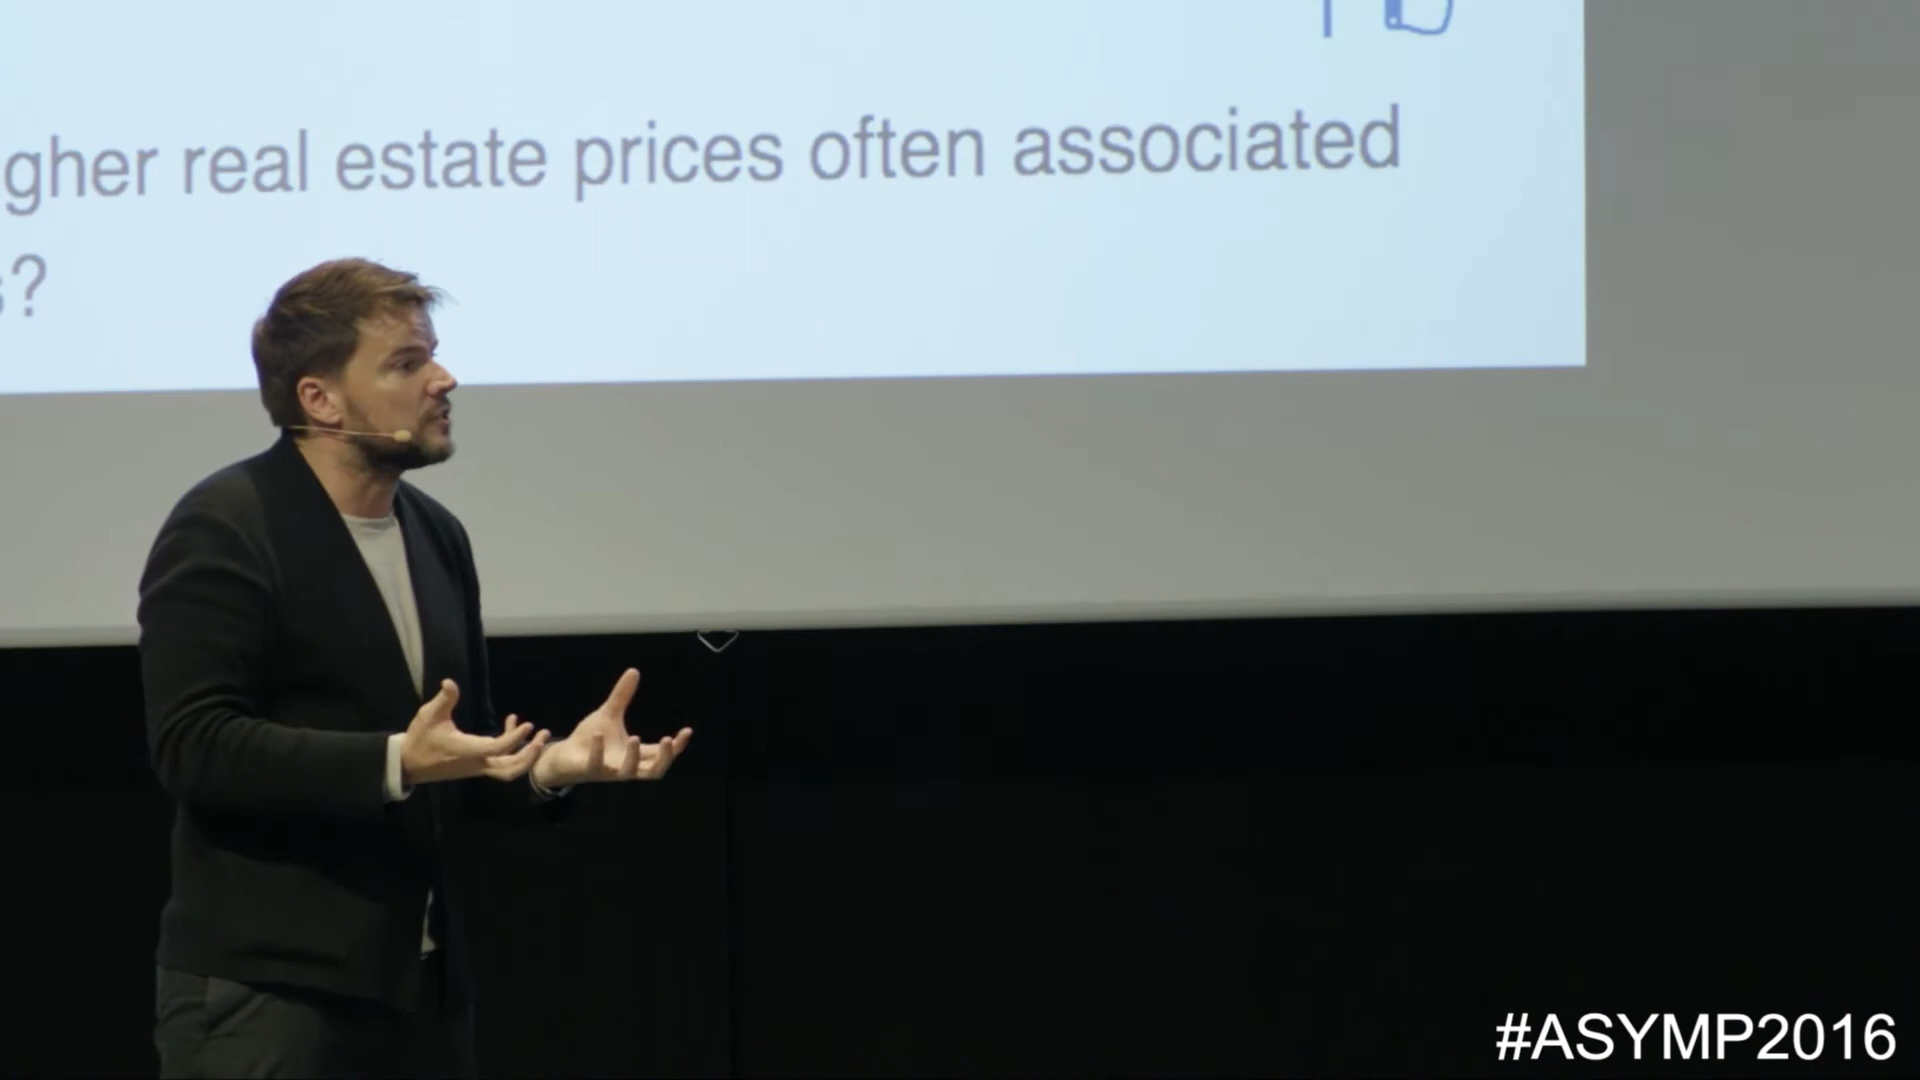 gher real estate prices often associated
s?
#ASYMP2016